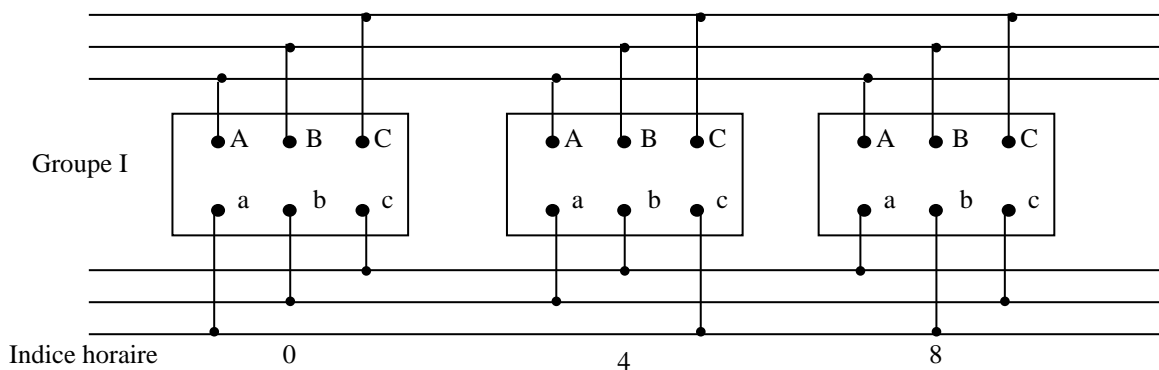 A B C A B C A B C
Groupe I
a b c a b c a b c
Indice horaire 0 4 8